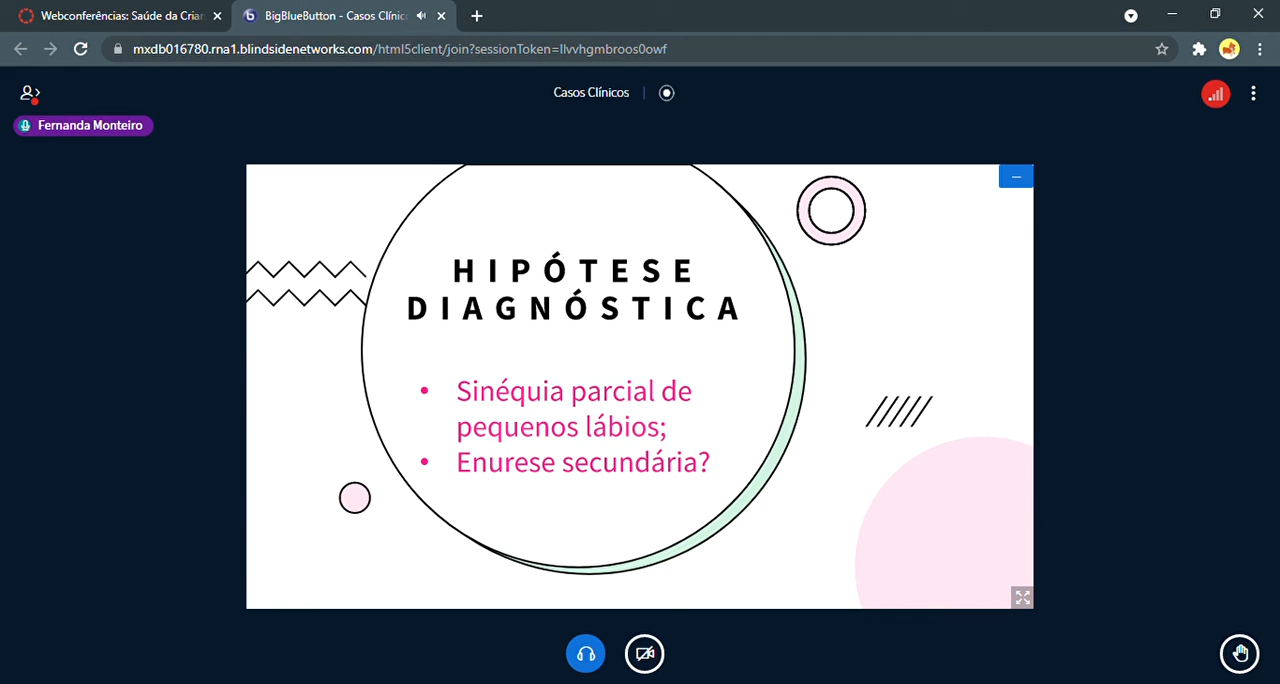 Webconferências: Saúde da Crian
BigBlueButton - Casos Clínic
mxdb016780.rna1.blindsidenetworks.com/html5client/join?sessionToken=llvvhgmbroos0owf
Casos Clínicos
Fernanda Monteiro
HIPÓTESE
DIAGNÓSTICA
• Sinéquia parcial de
pequenos lábios;
• Enurese secundária?